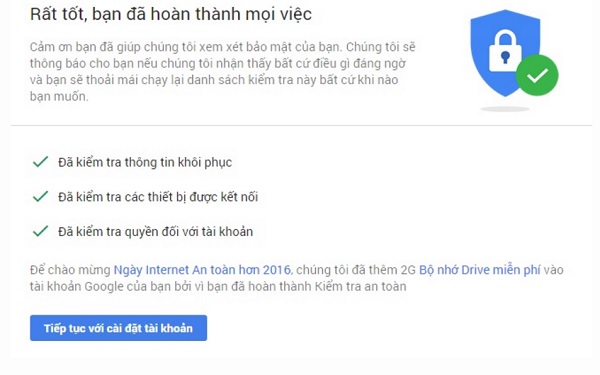 Rất tốt, bạn đã hoàn thành mọi việc
Cảm ơn bạn đã giúp chúng tôi xem xét bảo mật của bạn. Chúng tôi sẽ
thông báo cho bạn nếu chúng tôi nhận thấy bất cứ điều gì đáng ngờ
và bạn sẽ thoải mái chạy lại danh sách kiểm tra này bất cứ khi nào
bạn muốn.
Đã kiểm tra thông tin khôi phục
Đã kiểm tra các thiết bị được kết nối
Đã kiểm tra quyền đối với tài khoản
Để chào mừng Ngày Internet An toàn hơn 2016, chúng tôi đã thêm 2G Bộ nhớ Drive miễn phí vào
tài khoản Google của bạn bởi vì bạn đã hoàn thành Kiểm tra an toàn
Tiếp tục với cài đặt tài khoản